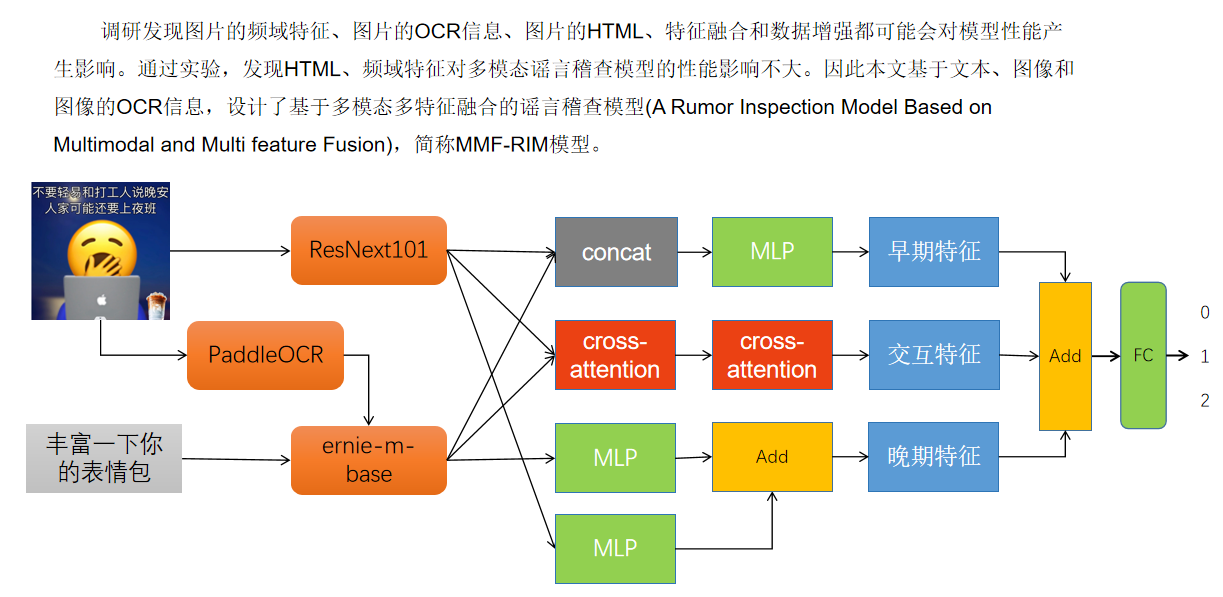 调研发现图片的频域特征、图片的OCR信息、图片的HTML、特征融合和数据增强都可能会对模型性能产
生影响。通过实验，发现HTML、频域特征对多模态谣言稽查模型的性能影响不大。因此本文基于文本、图像和
图像的OCR信息，设计了基于多模态多特征融合的谣言稽查模型(A Rumor Inspection Model Based on
Multimodal and Multi feature Fusion)，简称MMF-RIM模型。
不要轻易和打工人说晚安
人家可能还要上夜班
ResNext101
concat
MLP
早期特征
PaddleOCR
cross-
attention
cross-
attention
交互特征
Add
FC
0
1
2
丰富一下你
的表情包
ernie-m-
base
MLP
Add
晚期特征
MLP